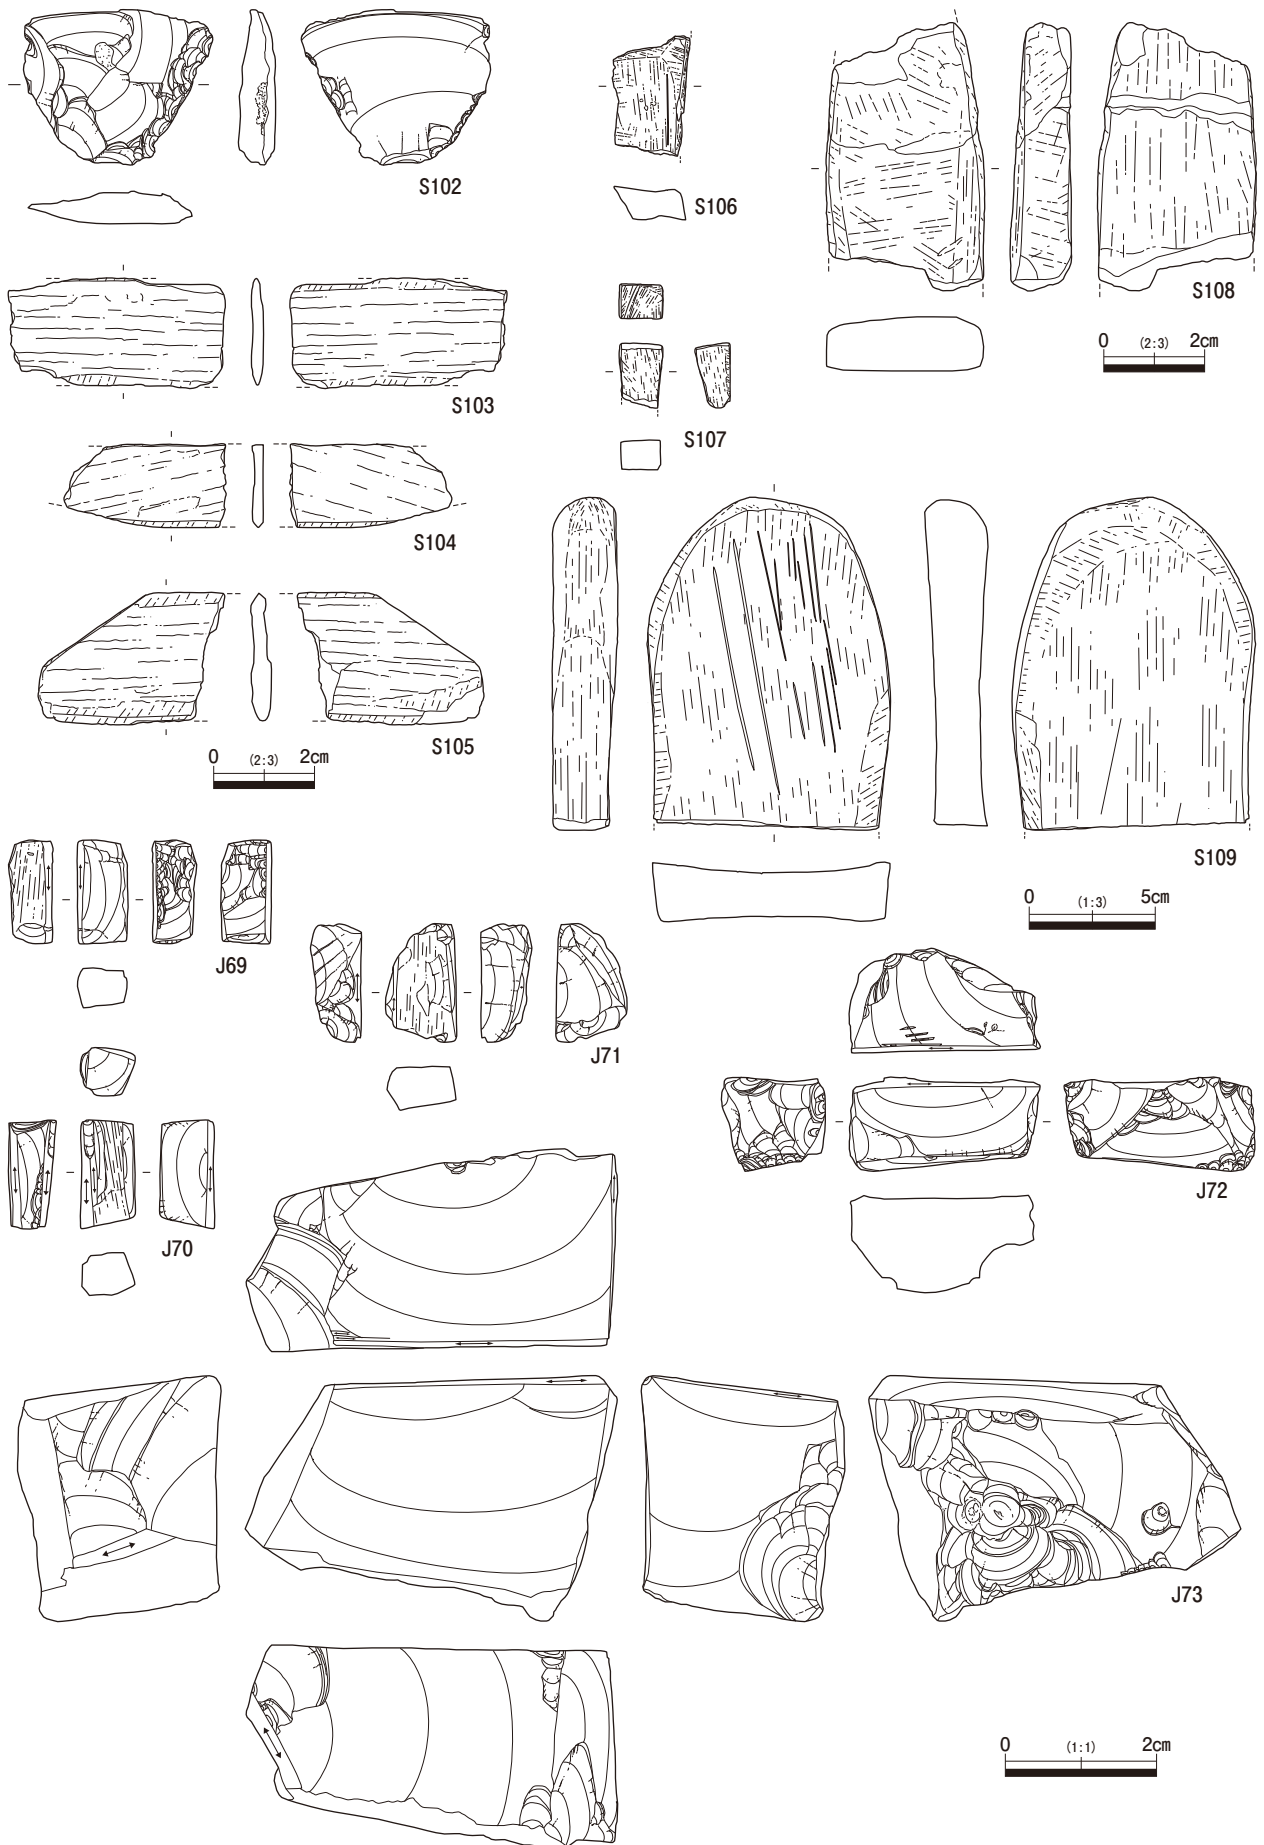 S102
S106
S108
0 (2:3) 2cm
S103
S107
S104
S105
0 (2:3) 2cm
S109
0 (1:3) 5cm
J69
J71
J72
J70
J73
0 (1:1) 2cm